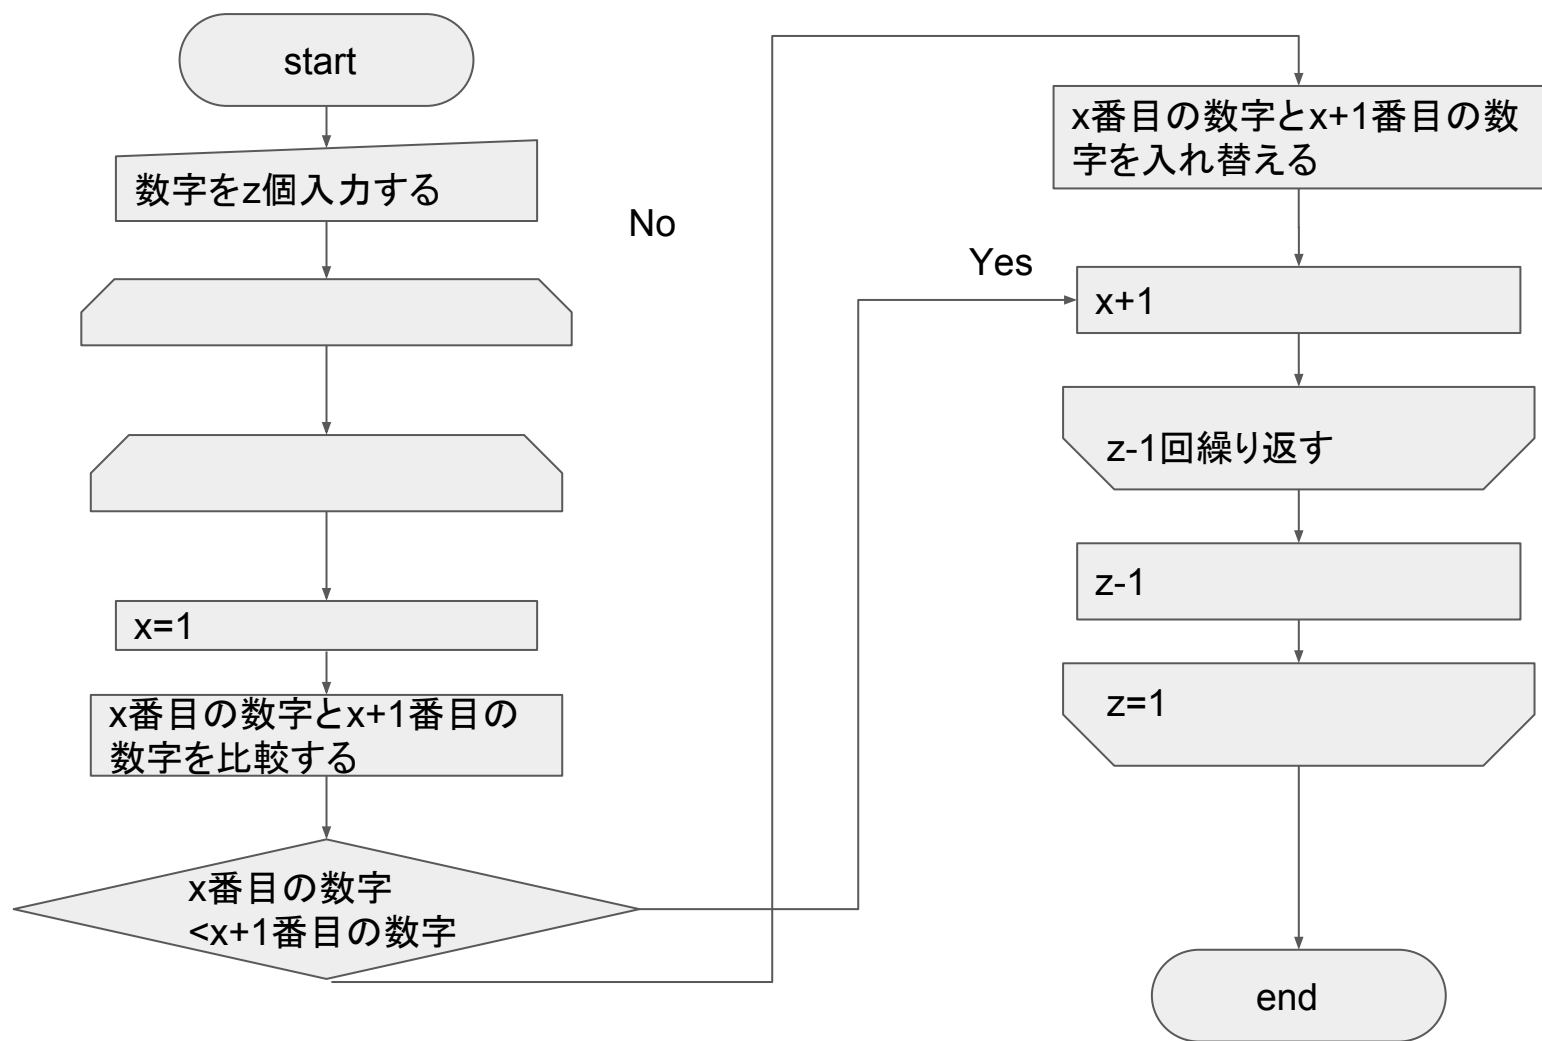 start
数字をz個入力する
No
x=1
x番目の数字とx+1番目の
数字を比較する
x番目の数字
<x+1番目の数字
x番目の数字とx+1番目の数
字を入れ替える
Yes
x+1
z-1回繰り返す
z-1
z=1
end